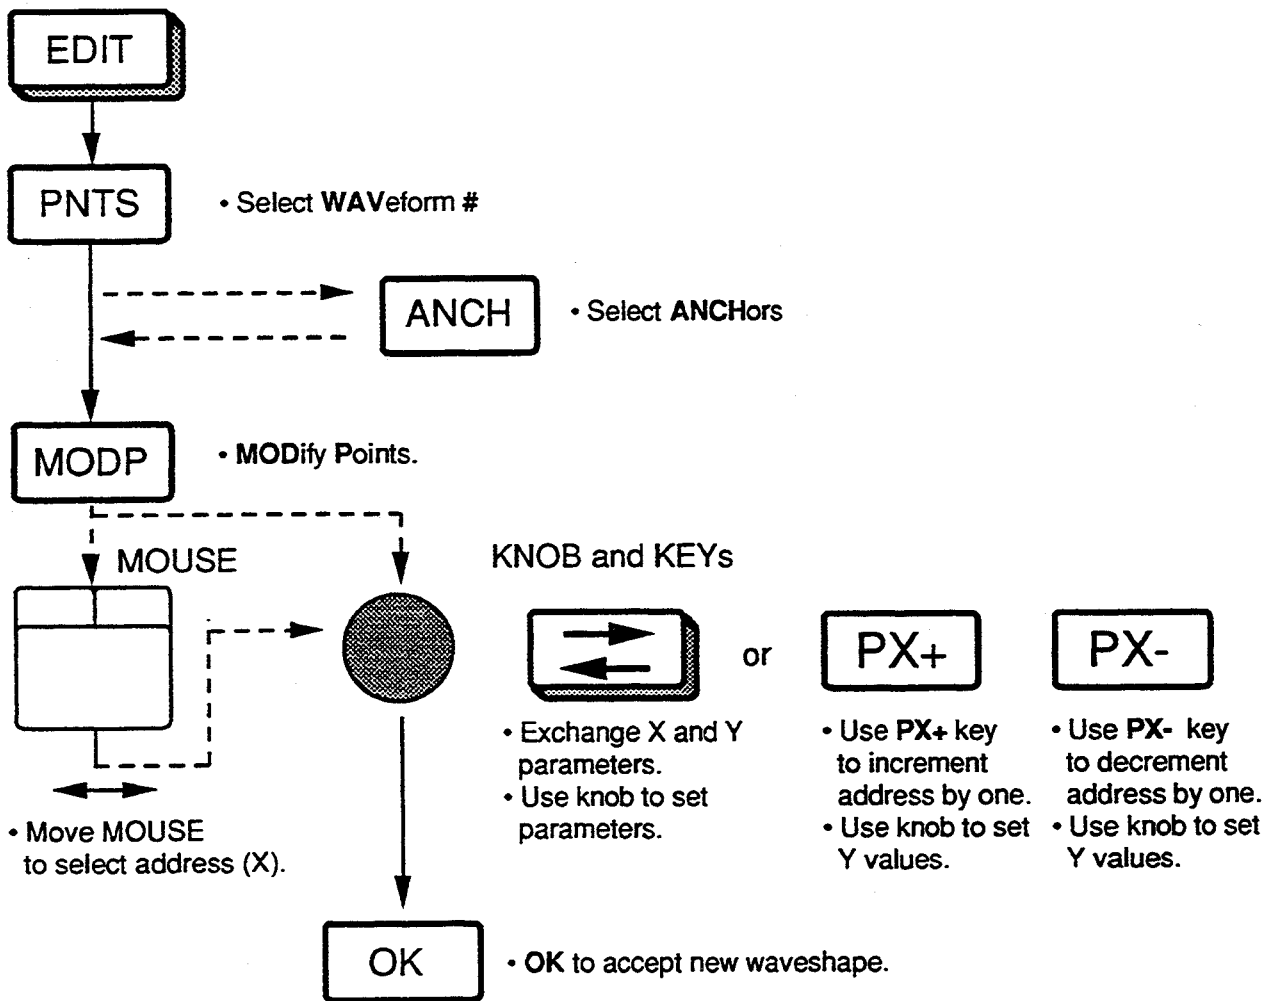 EDIT
PNTS
• Select WAVeform #
ANCH
• Select ANCHors
MODP
• MODify Points.
MOUSE
KNOB and KEYs
or
PX+
PX-
• Exchange X and Y
parameters.
• Use knob to set
parameters.
• Use PX+ key
to increment
address by one.
• Use knob to set
Y values.
• Use PX- key
to decrement
address by one.
• Use knob to set
Y values.
• Move MOUSE
to select address (X).
OK
• OK to accept new waveshape.